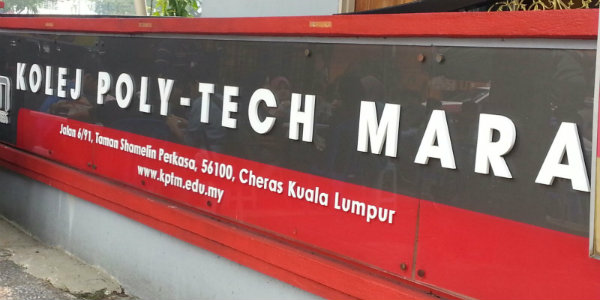 KOLEJ POLY-TECH MARA
Jalan 6/91, Taman Shamelin Perkasa, 56100, Cheras Kuala Lumpur
www.kptm.edu.my